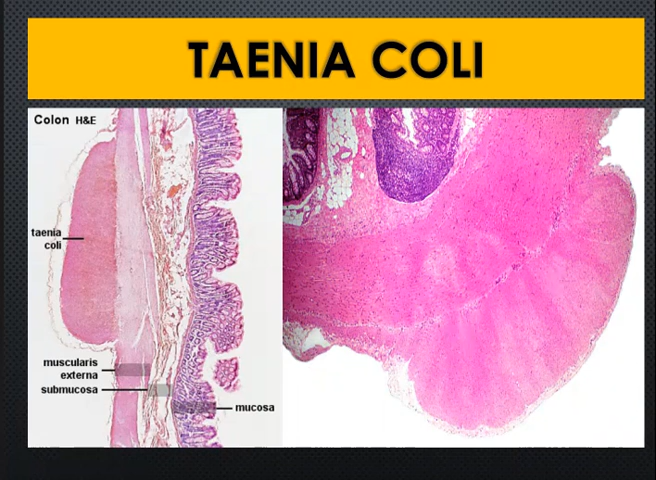 TAENIA COLI
Colon H&E
taenia
coli
muscularis
externa
submucosa
mucosa